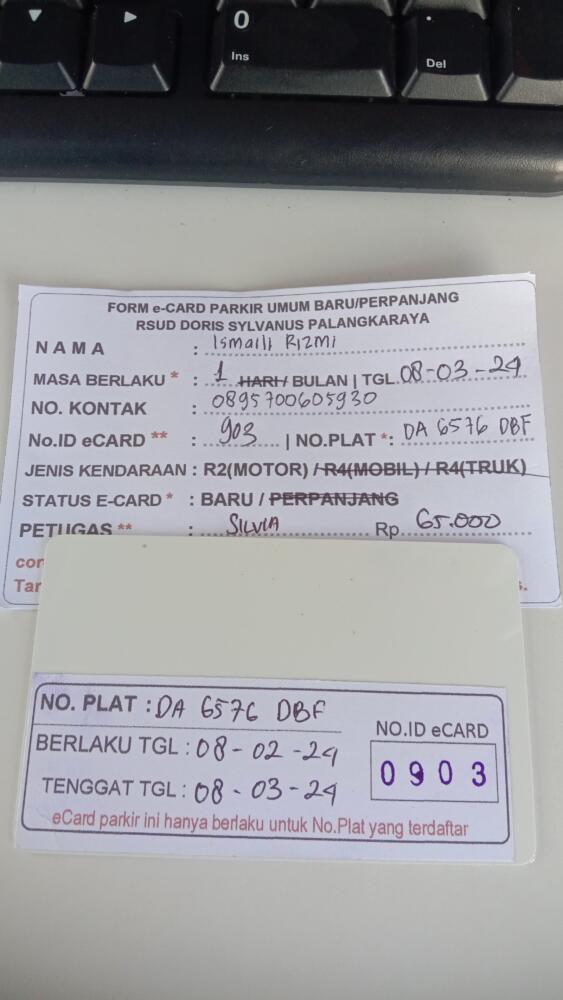 0
Ins
.
Del
FORM e-CARD PARKIR UMUM BARU/PERPANJANG
RSUD DORIS SYLVANUS PALANGKARAYA
NAMA : Ismaili Rizmi
MASA BERLAKU * : 1 HARI/ BULAN | TGL. 08-03-24
NO. KONTAK : 0895700605930
No.ID eCARD ** : 903 | NO.PLAT *: DA 6576 DBF
JENIS KENDARAAN : R2(MOTOR) / R4(MOBIL) / R4(TRUK)
STATUS E-CARD * : BARU / PERPANJANG
PETUGAS ** : SILVIA Rp. 65.000
NO. PLAT : DA 6576 DBF
BERLAKU TGL : 08-02-24
TENGGAT TGL : 08-03-24
NO.ID eCARD
0903
eCard parkir ini hanya berlaku untuk No.Plat yang terdaftar